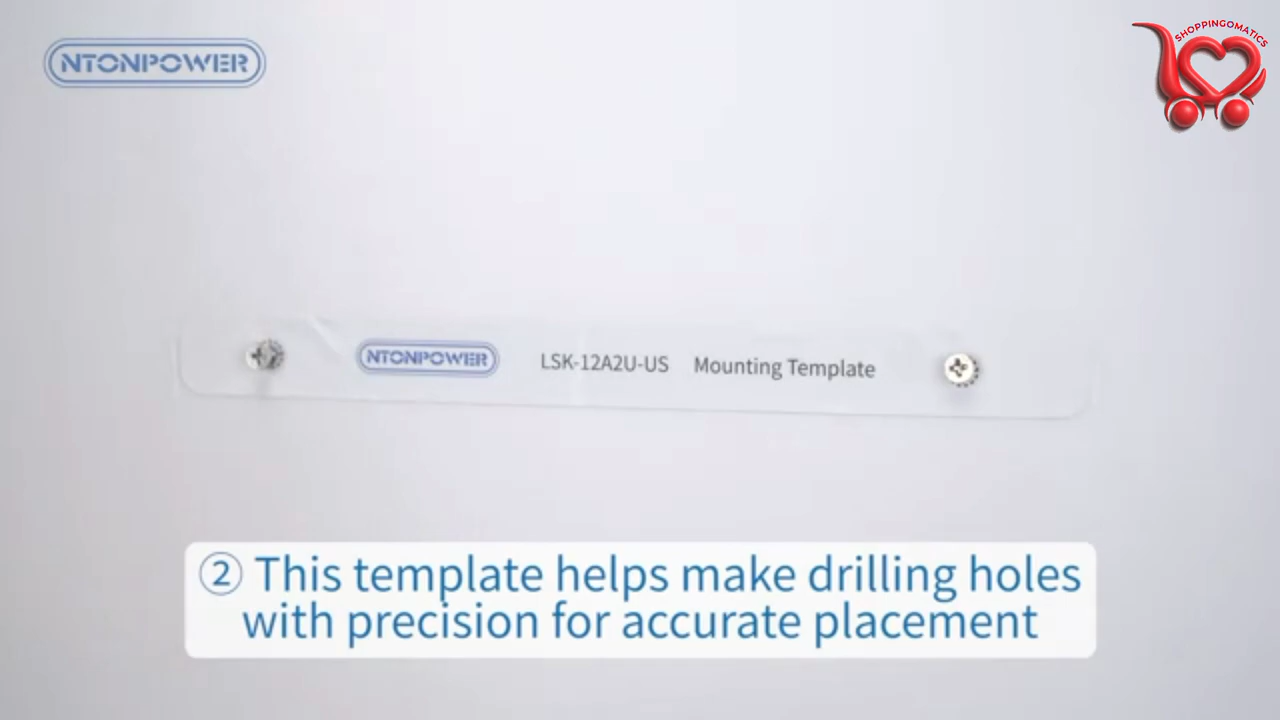 NTONPOWER
SHOPPINGOMATICS
NTONPOWER LSK-12A2U-US Mounting Template
② This template helps make drilling holes
with precision for accurate placement